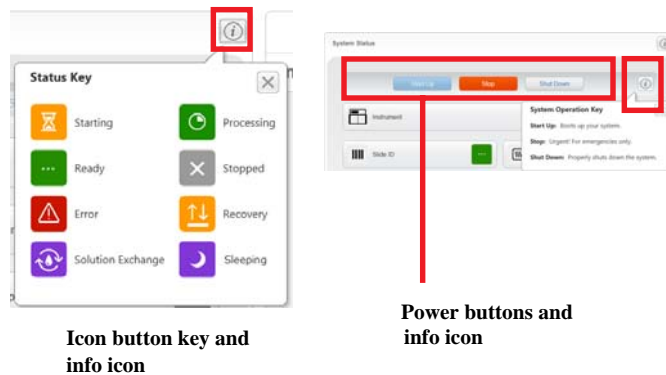 Status Key
Starting
Processing
Ready
Stopped
Error
Recovery
Solution Exchange
Sleeping
Icon button key and
info icon
System Status
Start Up
Stop
Shut Down
Instrument
Slide ID
System Operation Key
Start Up: Boots up your system.
Stop: Urgent! For emergencies only.
Shut Down: Properly shuts down the system.
Power buttons and
info icon